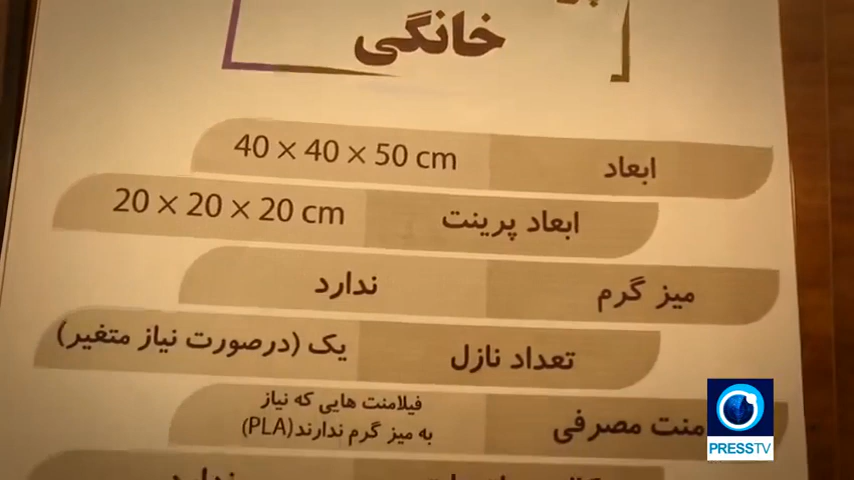 خانگی
ابعاد 40 × 40 × 50 cm
ابعاد پرینت 20 × 20 × 20 cm
میز گرم ندارد
تعداد نازل یک (درصورت نیاز متغیر)
منت مصرفی فیلامنت هایی که نیاز
به میز گرم ندارند(PLA)
PRESSTV